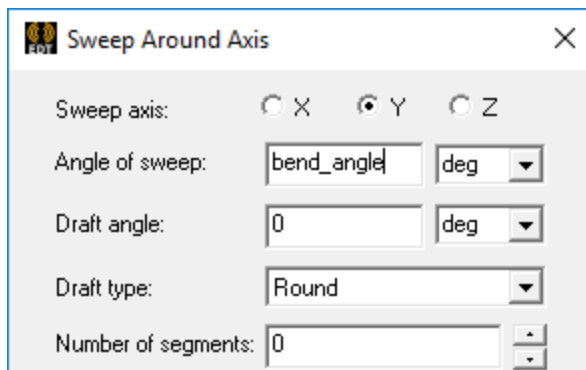 EDT Sweep Around Axis
Sweep axis: X Y Z
Angle of sweep: bend_angle deg
Draft angle: 0 deg
Draft type: Round
Number of segments: 0